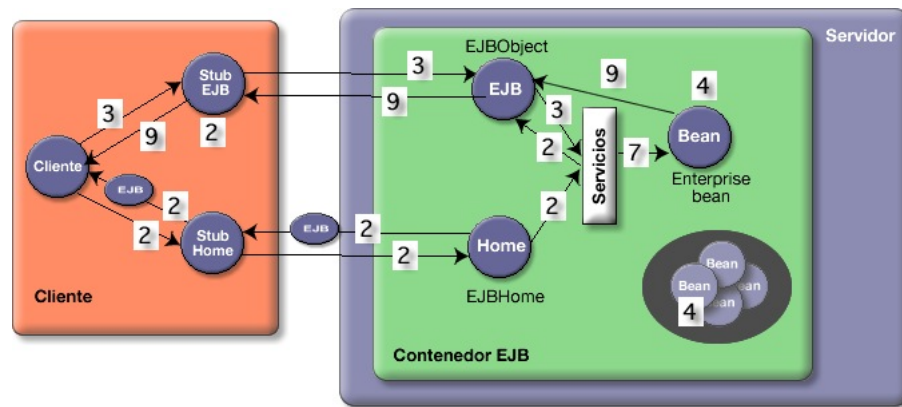 Servidor
EJBObject
Stub
EJB
3
9
EJB
9
4
3
9
2
3
2
Servicios
7
Bean
Cliente
EJB
2
2
Stub
Home
EJB
2
2
Home
2
Enterprise
bean
EJBHome
Bean
Bean
ean
ean
4
Cliente
Contenedor EJB